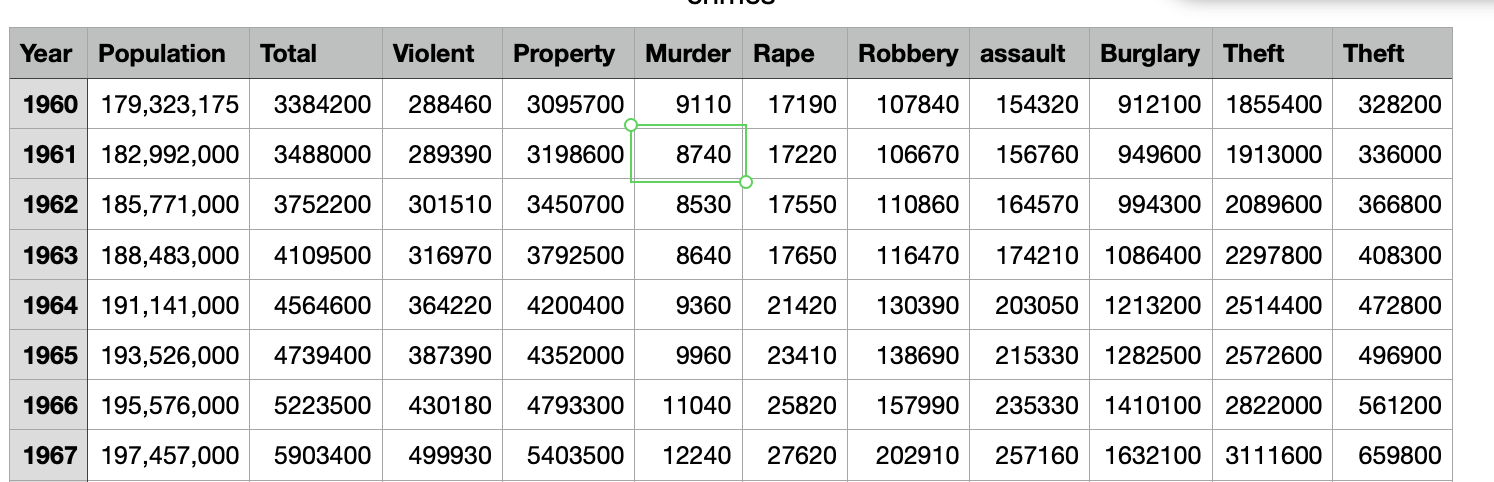 Year Population Total Violent Property Murder Rape Robbery assault Burglary Theft Theft
1960 179,323,175 3384200 288460 3095700 9110 17190 107840 154320 912100 1855400 328200
1961 182,992,000 3488000 289390 3198600 8740 17220 106670 156760 949600 1913000 336000
1962 185,771,000 3752200 301510 3450700 8530 17550 110860 164570 994300 2089600 366800
1963 188,483,000 4109500 316970 3792500 8640 17650 116470 174210 1086400 2297800 408300
1964 191,141,000 4564600 364220 4200400 9360 21420 130390 203050 1213200 2514400 472800
1965 193,526,000 4739400 387390 4352000 9960 23410 138690 215330 1282500 2572600 496900
1966 195,576,000 5223500 430180 4793300 11040 25820 157990 235330 1410100 2822000 561200
1967 197,457,000 5903400 499930 5403500 12240 27620 202910 257160 1632100 3111600 659800